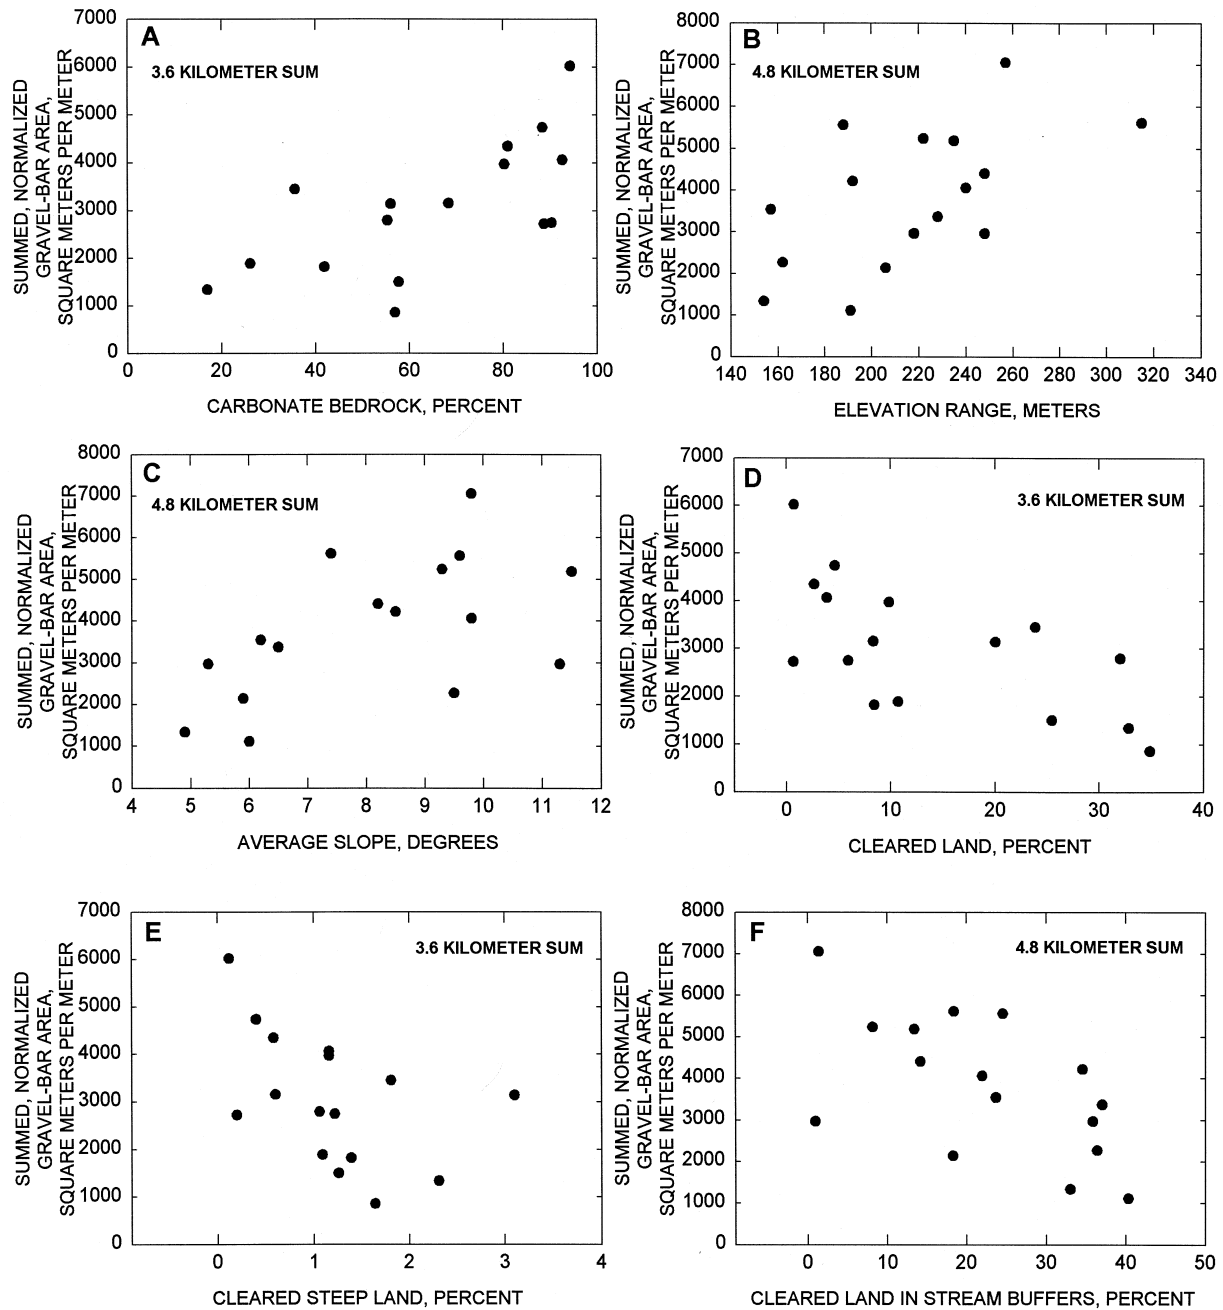 A
3.6 KILOMETER SUM
SUMMED, NORMALIZED
GRAVEL-BAR AREA,
SQUARE METERS PER METER
7000
6000
5000
4000
3000
2000
1000
0
0 20 40 60 80 100
CARBONATE BEDROCK, PERCENT
B
4.8 KILOMETER SUM
SUMMED, NORMALIZED
GRAVEL-BAR AREA,
SQUARE METERS PER METER
8000
7000
6000
5000
4000
3000
2000
1000
0
140 160 180 200 220 240 260 280 300 320 340
ELEVATION RANGE, METERS
C
4.8 KILOMETER SUM
SUMMED, NORMALIZED
GRAVEL-BAR AREA,
SQUARE METERS PER METER
8000
7000
6000
5000
4000
3000
2000
1000
0
4 5 6 7 8 9 10 11 12
AVERAGE SLOPE, DEGREES
D
3.6 KILOMETER SUM
SUMMED, NORMALIZED
GRAVEL-BAR AREA,
SQUARE METERS PER METER
7000
6000
5000
4000
3000
2000
1000
0
0 10 20 30 40
CLEARED LAND, PERCENT
E
3.6 KILOMETER SUM
SUMMED, NORMALIZED
GRAVEL-BAR AREA,
SQUARE METERS PER METER
7000
6000
5000
4000
3000
2000
1000
0
0 1 2 3 4
CLEARED STEEP LAND, PERCENT
F
4.8 KILOMETER SUM
SUMMED, NORMALIZED
GRAVEL-BAR AREA,
SQUARE METERS PER METER
8000
7000
6000
5000
4000
3000
2000
1000
0
0 10 20 30 40 50
CLEARED LAND IN STREAM BUFFERS, PERCENT